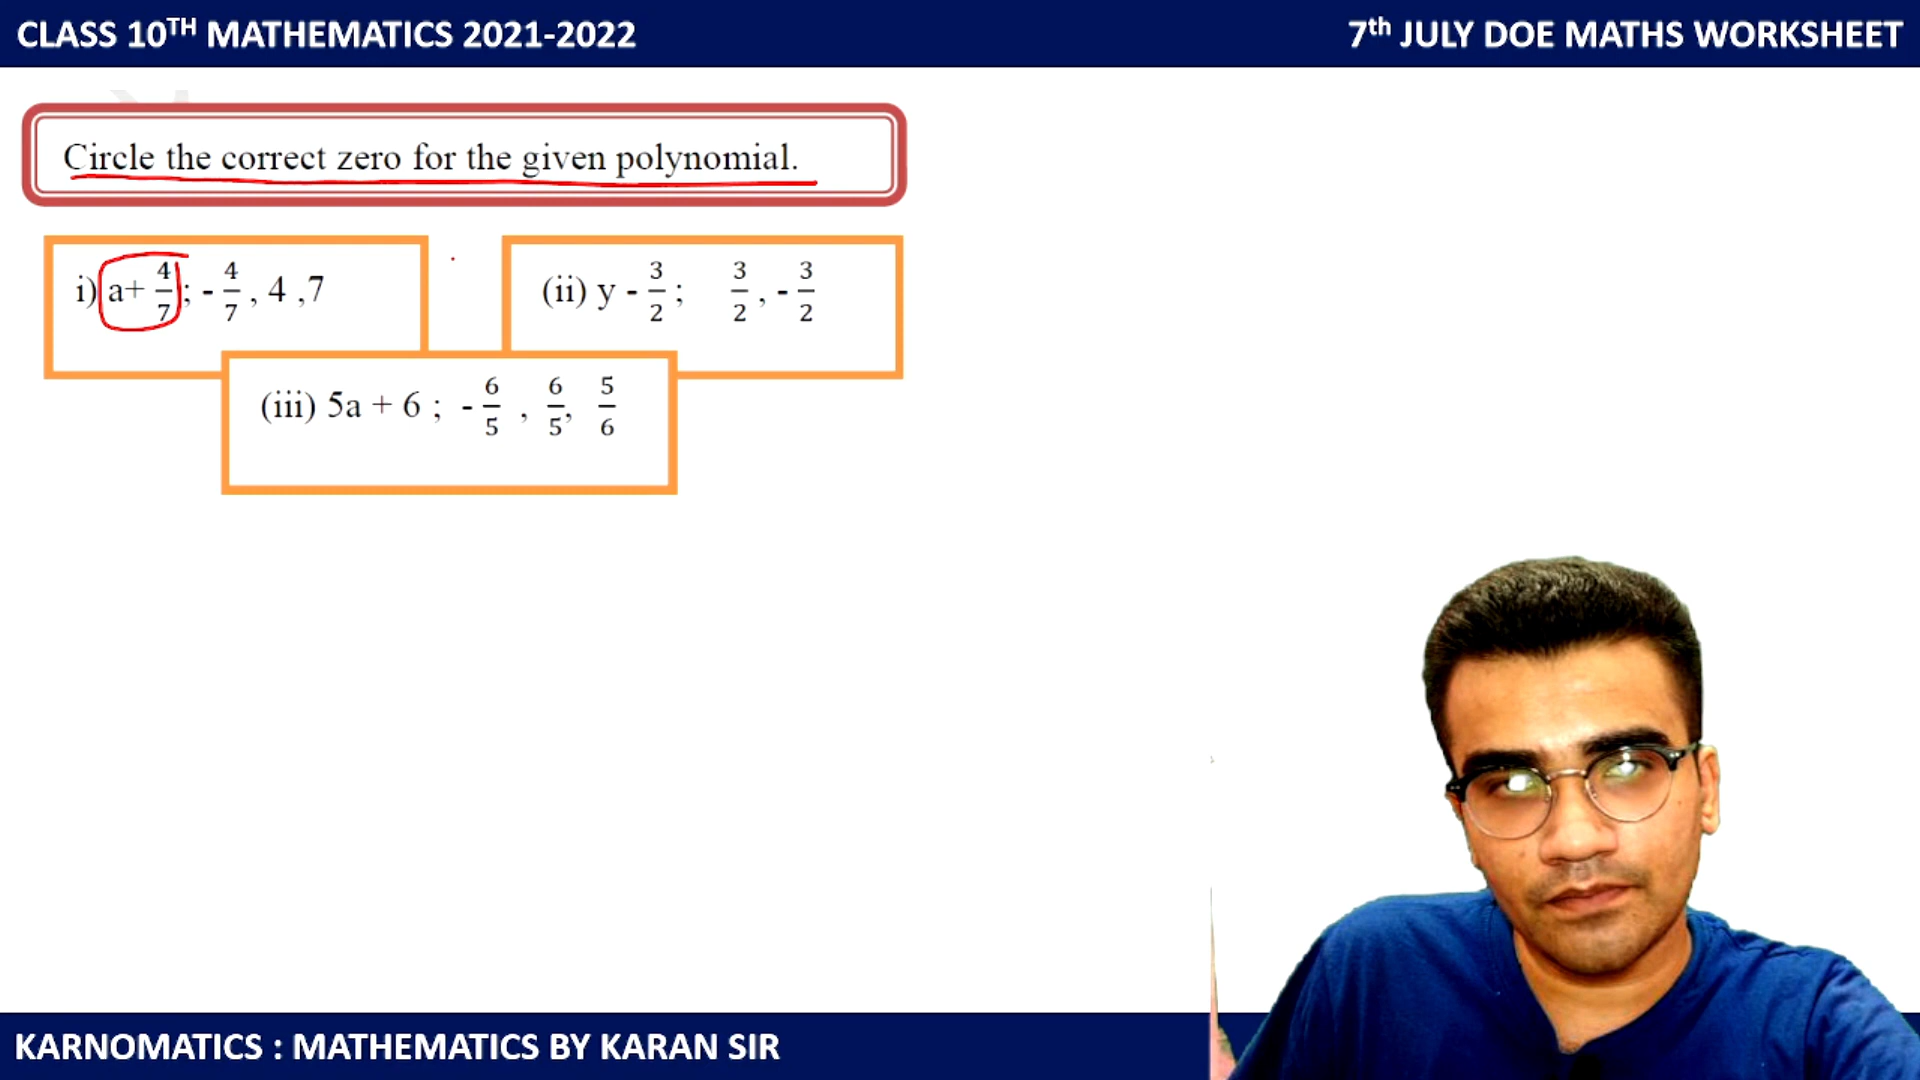 CLASS 10TH MATHEMATICS 2021-2022
7th JULY DOE MATHS WORKSHEET
Circle the correct zero for the given polynomial.
i) a+ 4/7 ; - 4/7 , 4 ,7
(ii) y - 3/2 ; 3/2 , - 3/2
(iii) 5a + 6 ; - 6/5 , 6/5, 5/6
KARNOMATICS : MATHEMATICS BY KARAN SIR